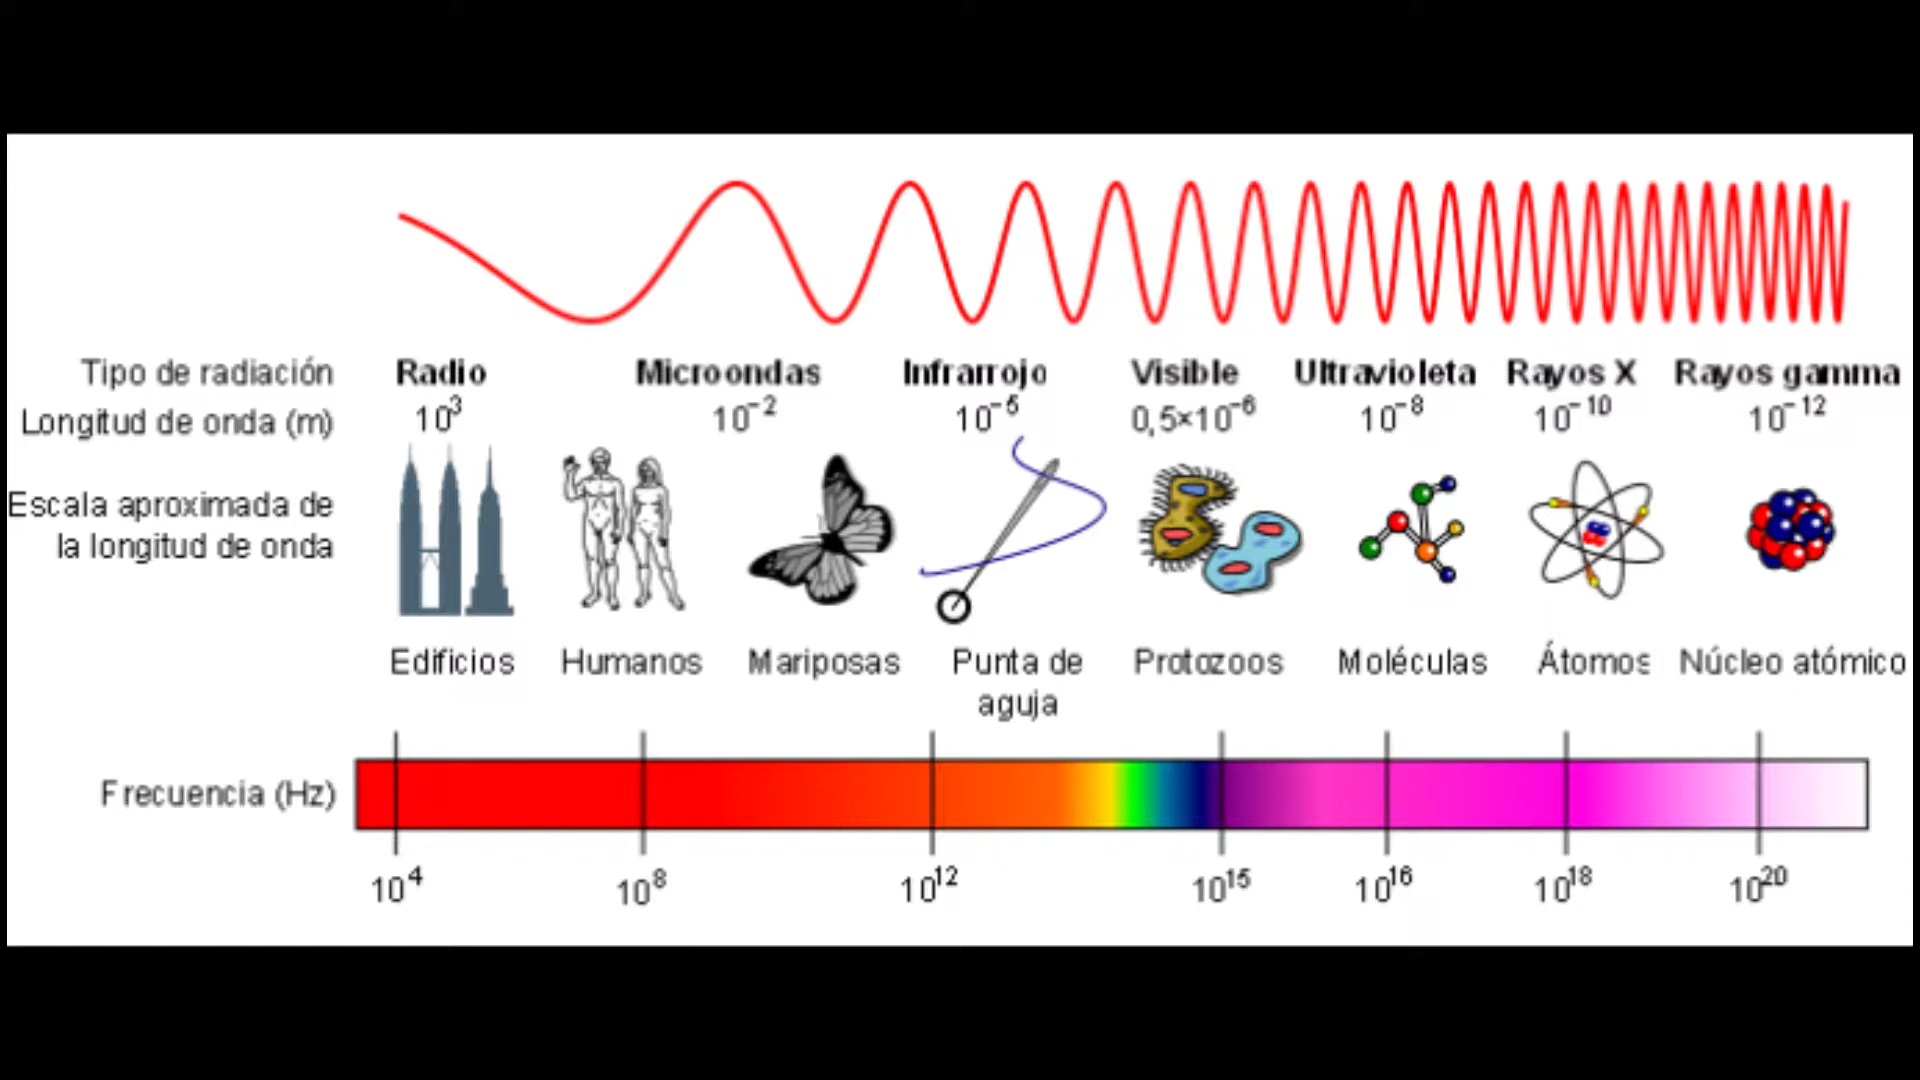 Tipo de radiación Radio Microondas Infrarrojo Visible Ultravioleta Rayos X Rayos gamma
Longitud de onda (m) 10³ 10⁻² 10⁻⁵ 0,5×10⁻⁶ 10⁻⁸ 10⁻¹⁰ 10⁻¹²
Escala aproximada de
la longitud de onda
Edificios Humanos Mariposas Punta de Protozoos Moléculas Átomos Núcleo atómico
aguja
Frecuencia (Hz)
10⁴ 10⁸ 10¹² 10¹⁵ 10¹⁶ 10¹⁸ 10²⁰